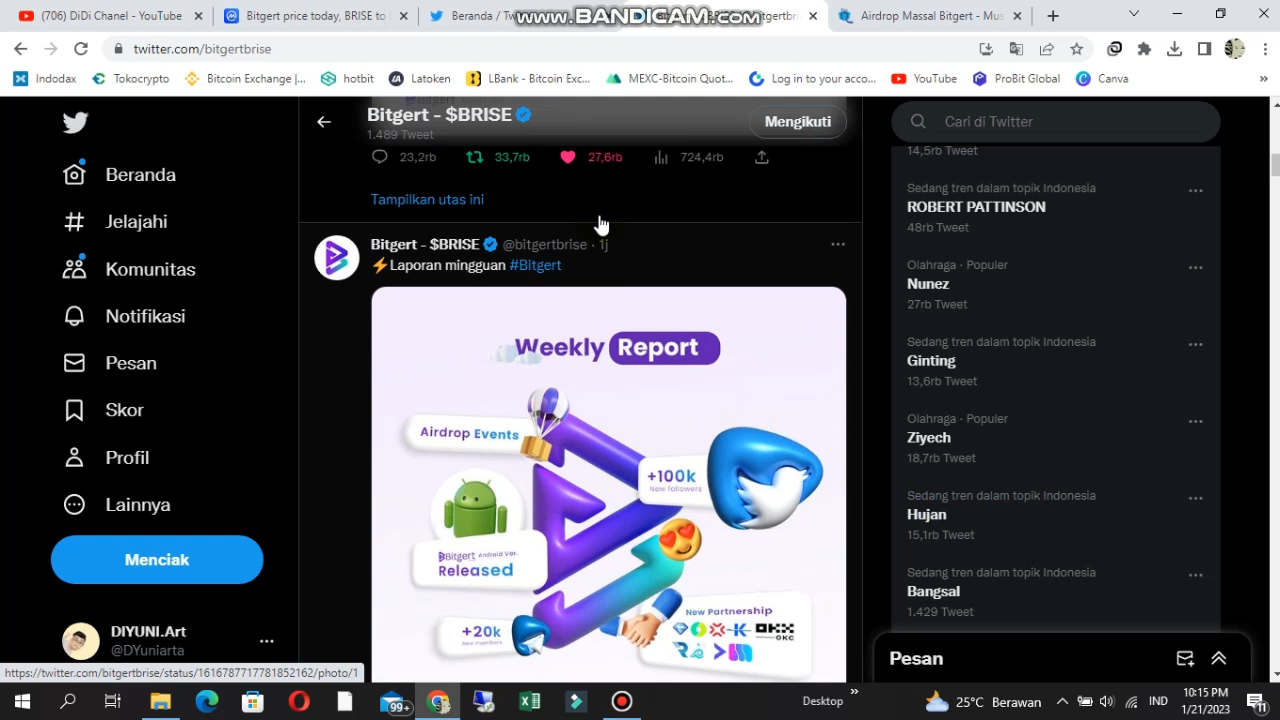 (706) DiDi Chanel - YouTube
Bitgert price today, BRISE to
Beranda / Tw
www.BANDICAM.com
Bitgertbr
Airdrop Massal Bitgert - Mus
twitter.com/bitgertbrise
Indodax
Tokocrypto
Bitcoin Exchange |...
hotbit
Latoken
LBank - Bitcoin Exc...
MEXC-Bitcoin Quot...
Log in to your acco...
YouTube
ProBit Global
Canva
»
Beranda
Jelajahi
Komunitas
Notifikasi
Pesan
Skor
Profil
Lainnya
Menciak
DIYUNI.Art
@DYuniarta
Bitgert - $BRISE
1.489 Tweet
Mengikuti
23,2rb
33,7rb
27,6rb
724,4rb
Tampilkan utas ini
Bitgert - $BRISE @bitgertbrise · 1j
⚡Laporan mingguan #Bitgert
Weekly Report
Airdrop Events
+100k
New followers
Bitgert Android Ver.
Released
+20k
New members
New Partnership
OKX
OKC
Cari di Twitter
14,5rb Tweet
Sedang tren dalam topik Indonesia
ROBERT PATTINSON
48rb Tweet
Olahraga · Populer
Nunez
27rb Tweet
Sedang tren dalam topik Indonesia
Ginting
13,6rb Tweet
Olahraga · Populer
Ziyech
18,7rb Tweet
Sedang tren dalam topik Indonesia
Hujan
15,1rb Tweet
Sedang tren dalam topik Indonesia
Bangsal
1.429 Tweet
Pesan
https://twitter.com/bitgertbrise/status/1616787717781852162/photo/1
99+
Desktop
»
25°C Berawan
IND
10:15 PM
1/21/2023
11